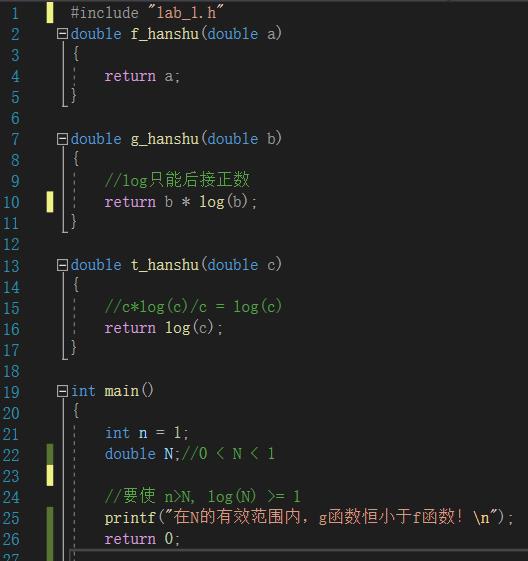 1 #include "lab_1.h"
2 double f_hanshu(double a)
3 {
4 return a;
5 }
6
7 double g_hanshu(double b)
8 {
9 //log只能后接正数
10 return b * log(b);
11 }
12
13 double t_hanshu(double c)
14 {
15 //c*log(c)/c = log(c)
16 return log(c);
17 }
18
19 int main()
20 {
21 int n = 1;
22 double N;//0 < N < 1
23
24 //要使 n>N, log(N) >= 1
25 printf("在N的有效范围内，g函数恒小于f函数！\n");
26 return 0;
27